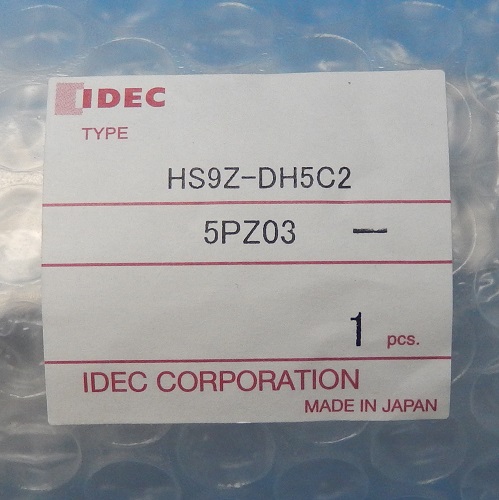 IDEC
TYPE
HS9Z-DH5C2
5PZ03 —
1 pcs.
IDEC CORPORATION
MADE IN JAPAN